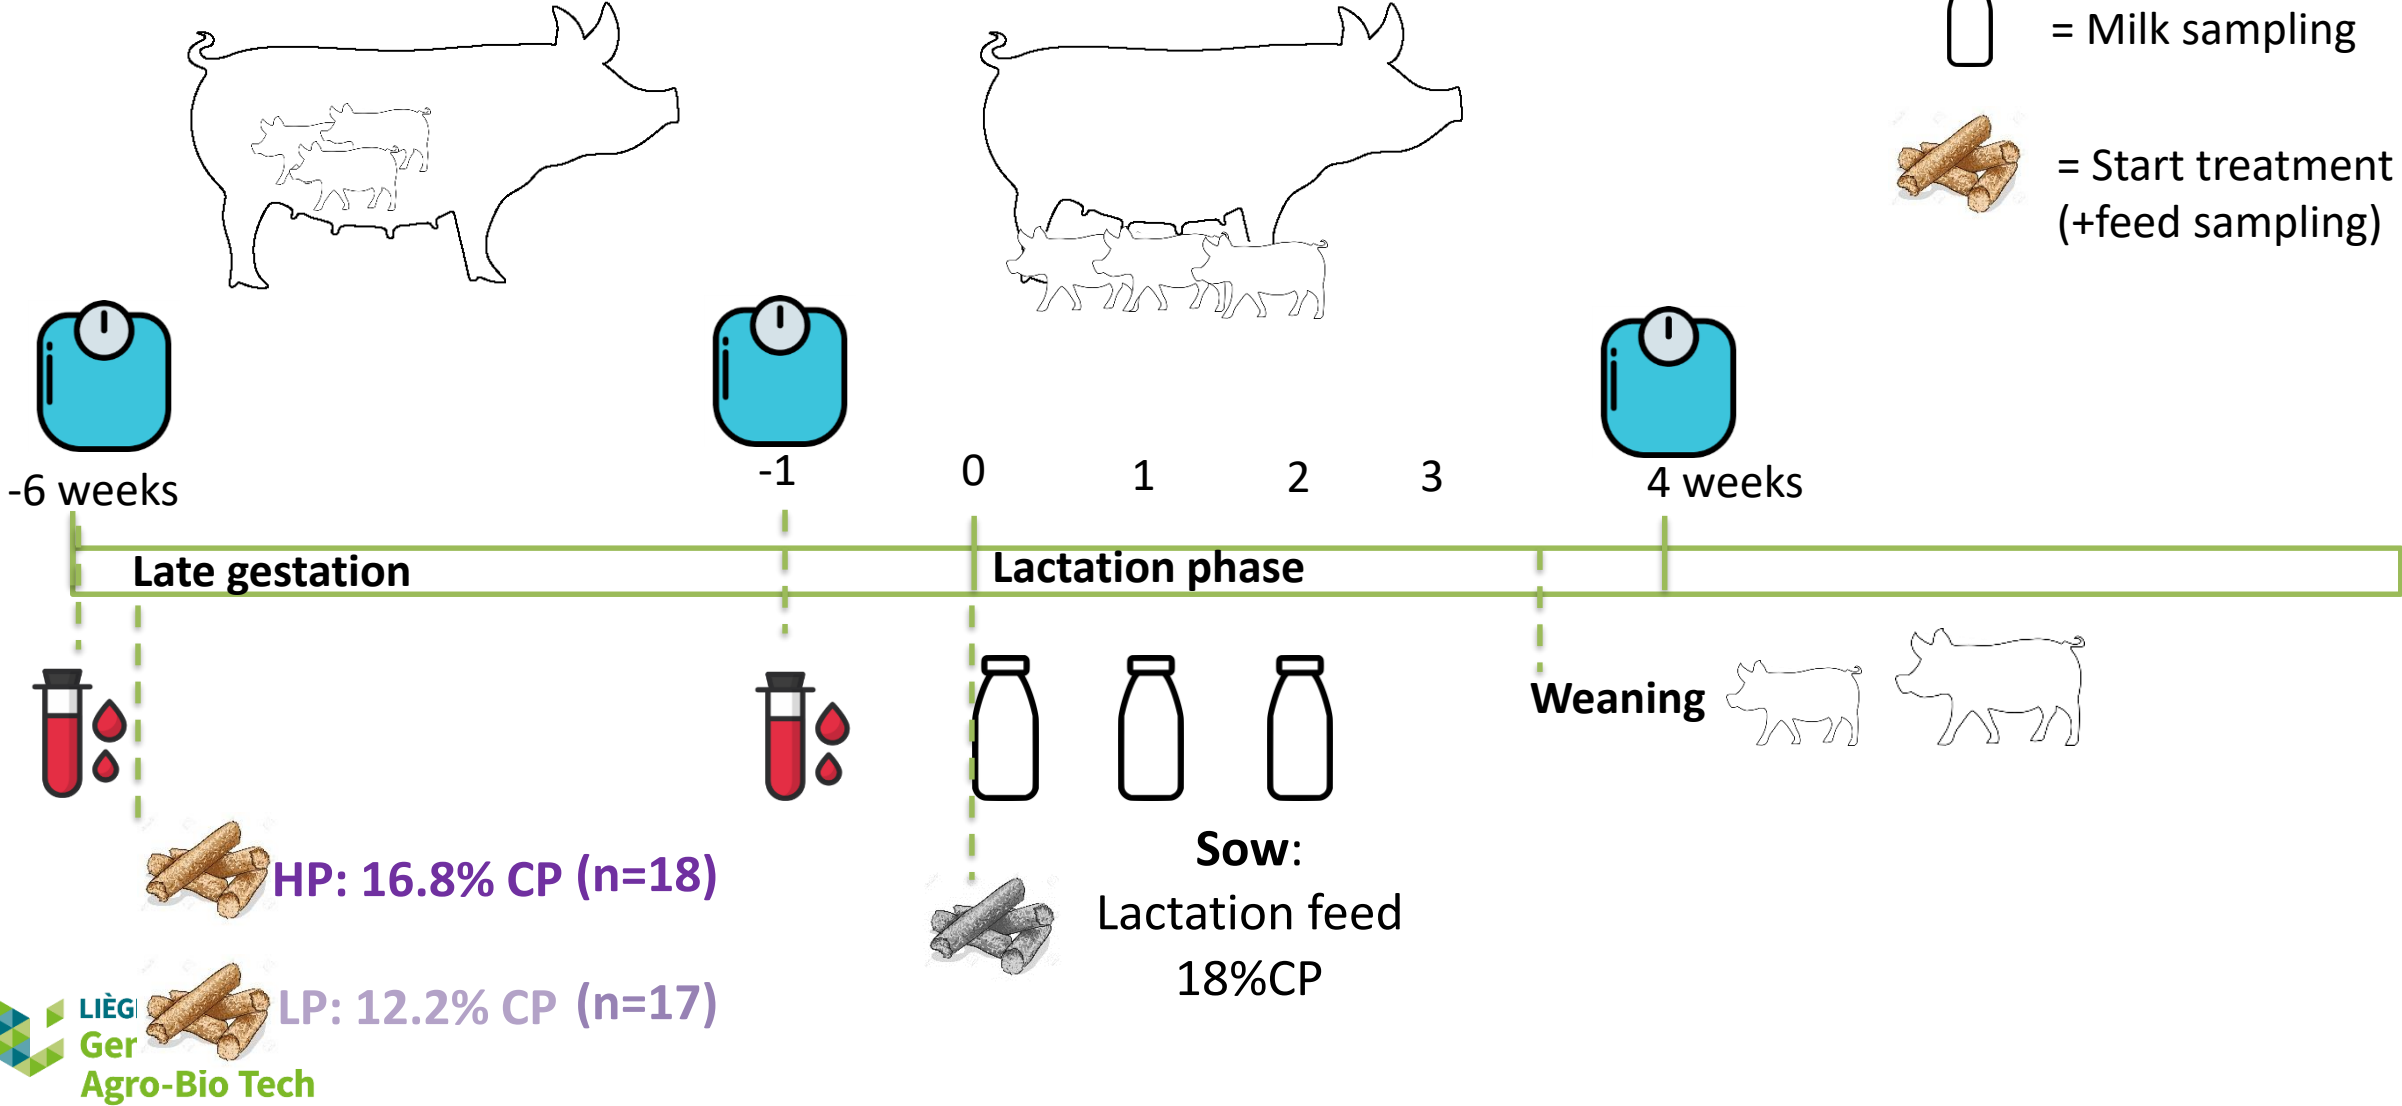 = Milk sampling
= Start treatment
(+feed sampling)
-6 weeks
-1
0
1
2
3
4 weeks
Late gestation
Lactation phase
Weaning
HP: 16.8% CP (n=18)
LP: 12.2% CP (n=17)
Sow:
Lactation feed
18%CP
LIÈG
Gem
Agro-Bio Tech